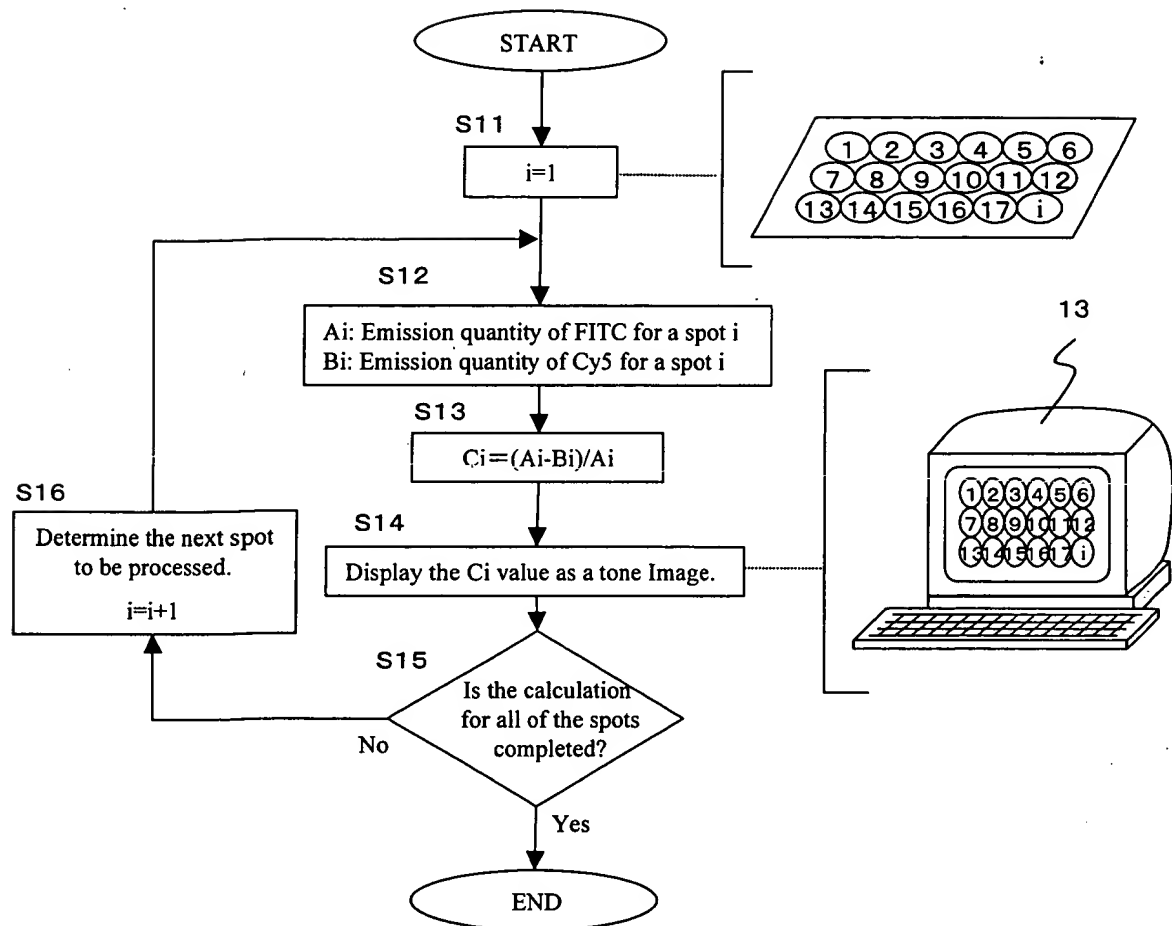 START
S11
i=1
1 2 3 4 5 6
7 8 9 10 11 12
13 14 15 16 17 i
S12
Ai: Emission quantity of FITC for a spot i
Bi: Emission quantity of Cy5 for a spot i
13
S13
Ci=(Ai-Bi)/Ai
S14
Display the Ci value as a tone Image.
1 2 3 4 5 6
7 8 9 10 11 12
13 14 15 16 17 i
S16
Determine the next spot
to be processed.
i=i+1
S15
Is the calculation
for all of the spots
completed?
No
Yes
END